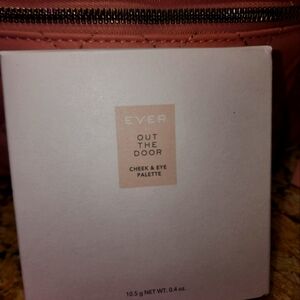 EVER
OUT
THE
DOOR
CHEEK & EYE
PALETTE
10.5 g NET WT. 0.4 oz.